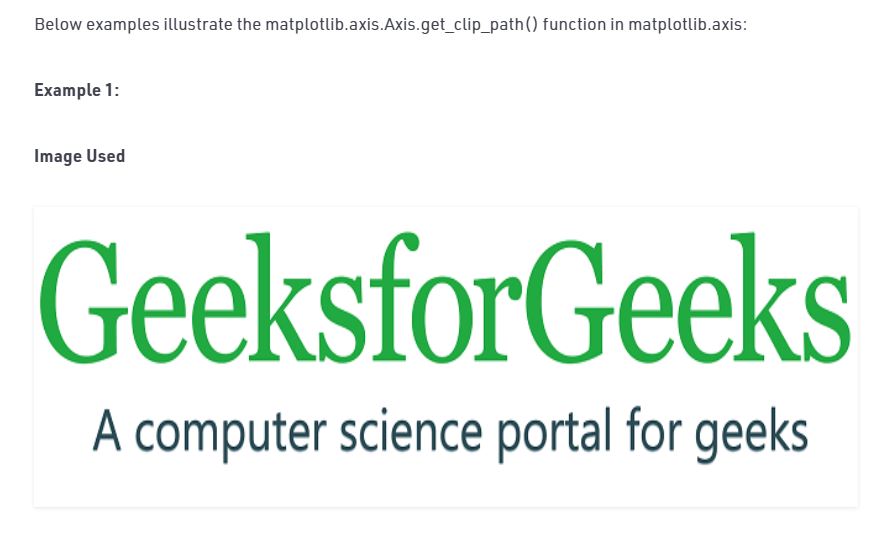 Below examples illustrate the matplotlib.axis.Axis.get_clip_path() function in matplotlib.axis:
Example 1:
Image Used
GeeksforGeeks
A computer science portal for geeks